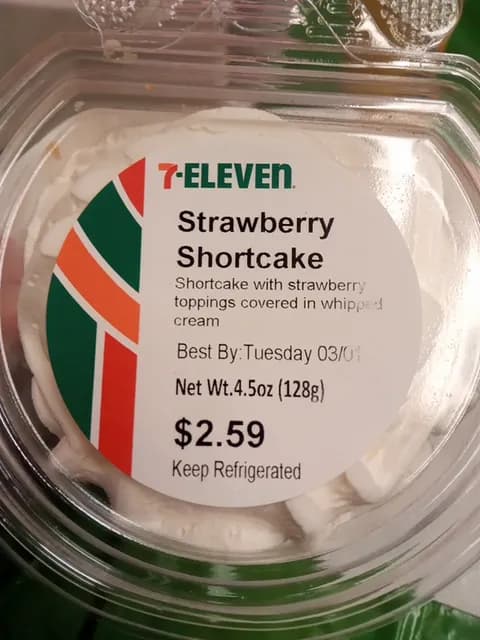 7-ELEVEn.
Strawberry
Shortcake
Shortcake with strawberry
toppings covered in whipped
cream
Best By:Tuesday 03/01
Net Wt.4.5oz (128g)
$2.59
Keep Refrigerated